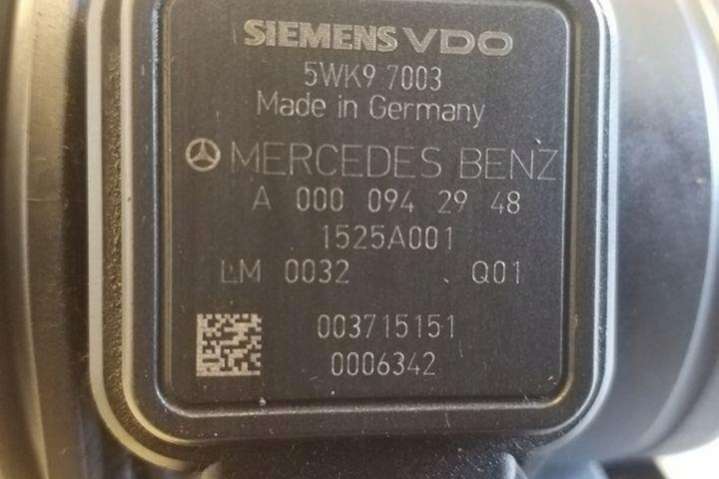 SIEMENS VDO
5WK9 7003
Made in Germany
MERCEDES BENZ
A 000 094 29 48
1525A001
LM 0032 Q01
003715151
0006342